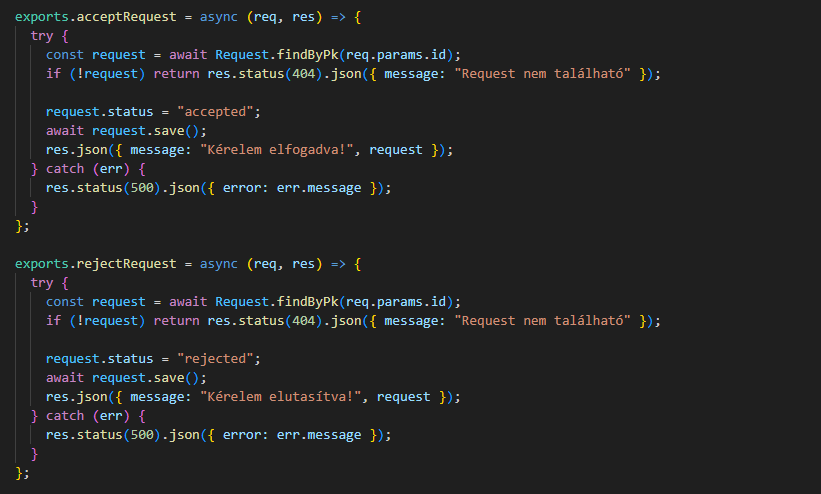 exports.acceptRequest = async (req, res) => {
  try {
    const request = await Request.findByPk(req.params.id);
    if (!request) return res.status(404).json({ message: "Request nem található" });

    request.status = "accepted";
    await request.save();
    res.json({ message: "Kérelem elfogadva!", request });
  } catch (err) {
    res.status(500).json({ error: err.message });
  }
};

exports.rejectRequest = async (req, res) => {
  try {
    const request = await Request.findByPk(req.params.id);
    if (!request) return res.status(404).json({ message: "Request nem található" });

    request.status = "rejected";
    await request.save();
    res.json({ message: "Kérelem elutasítva!", request });
  } catch (err) {
    res.status(500).json({ error: err.message });
  }
};